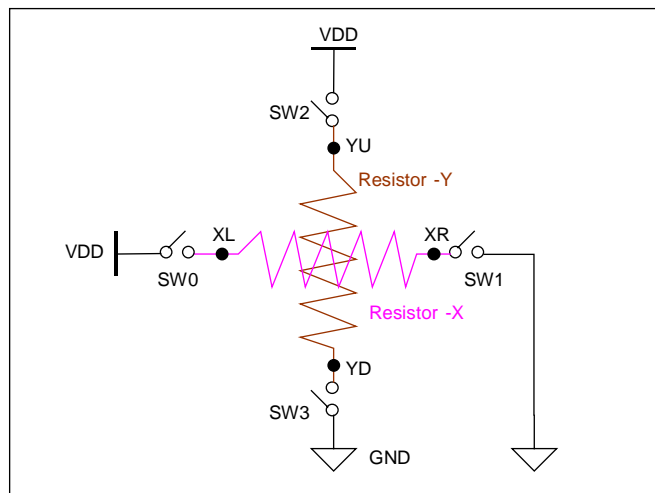 VDD
SW2
YU
Resistor -Y
VDD
XL
XR
SW0
SW1
Resistor -X
YD
SW3
GND